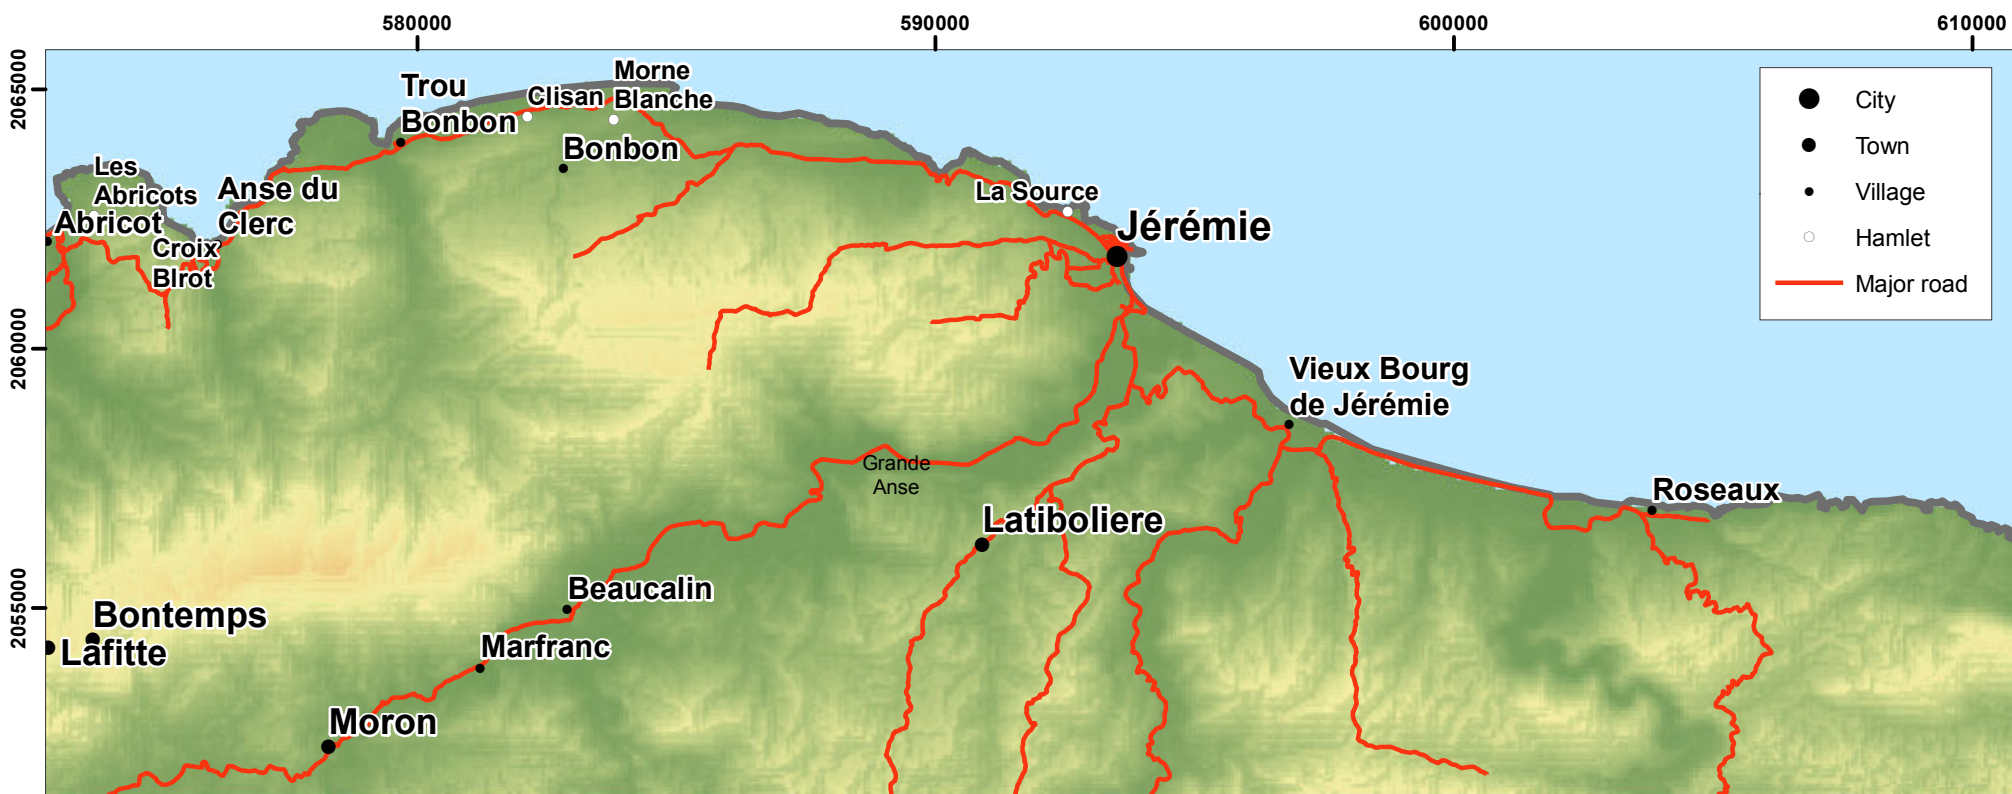 580000
590000
600000
610000
2065000
2060000
2055000
Trou
Bonbon
Clisan
Morne
Blanche
Bonbon
Les
Abricots
Abricot
Croix
BIrot
Anse du
Clerc
La Source
Jérémie
Vieux Bourg
de Jérémie
Roseaux
Grande
Anse
Latiboliere
Beaucalin
Marfranc
Bontemps
Lafitte
Moron
City
Town
Village
Hamlet
Major road